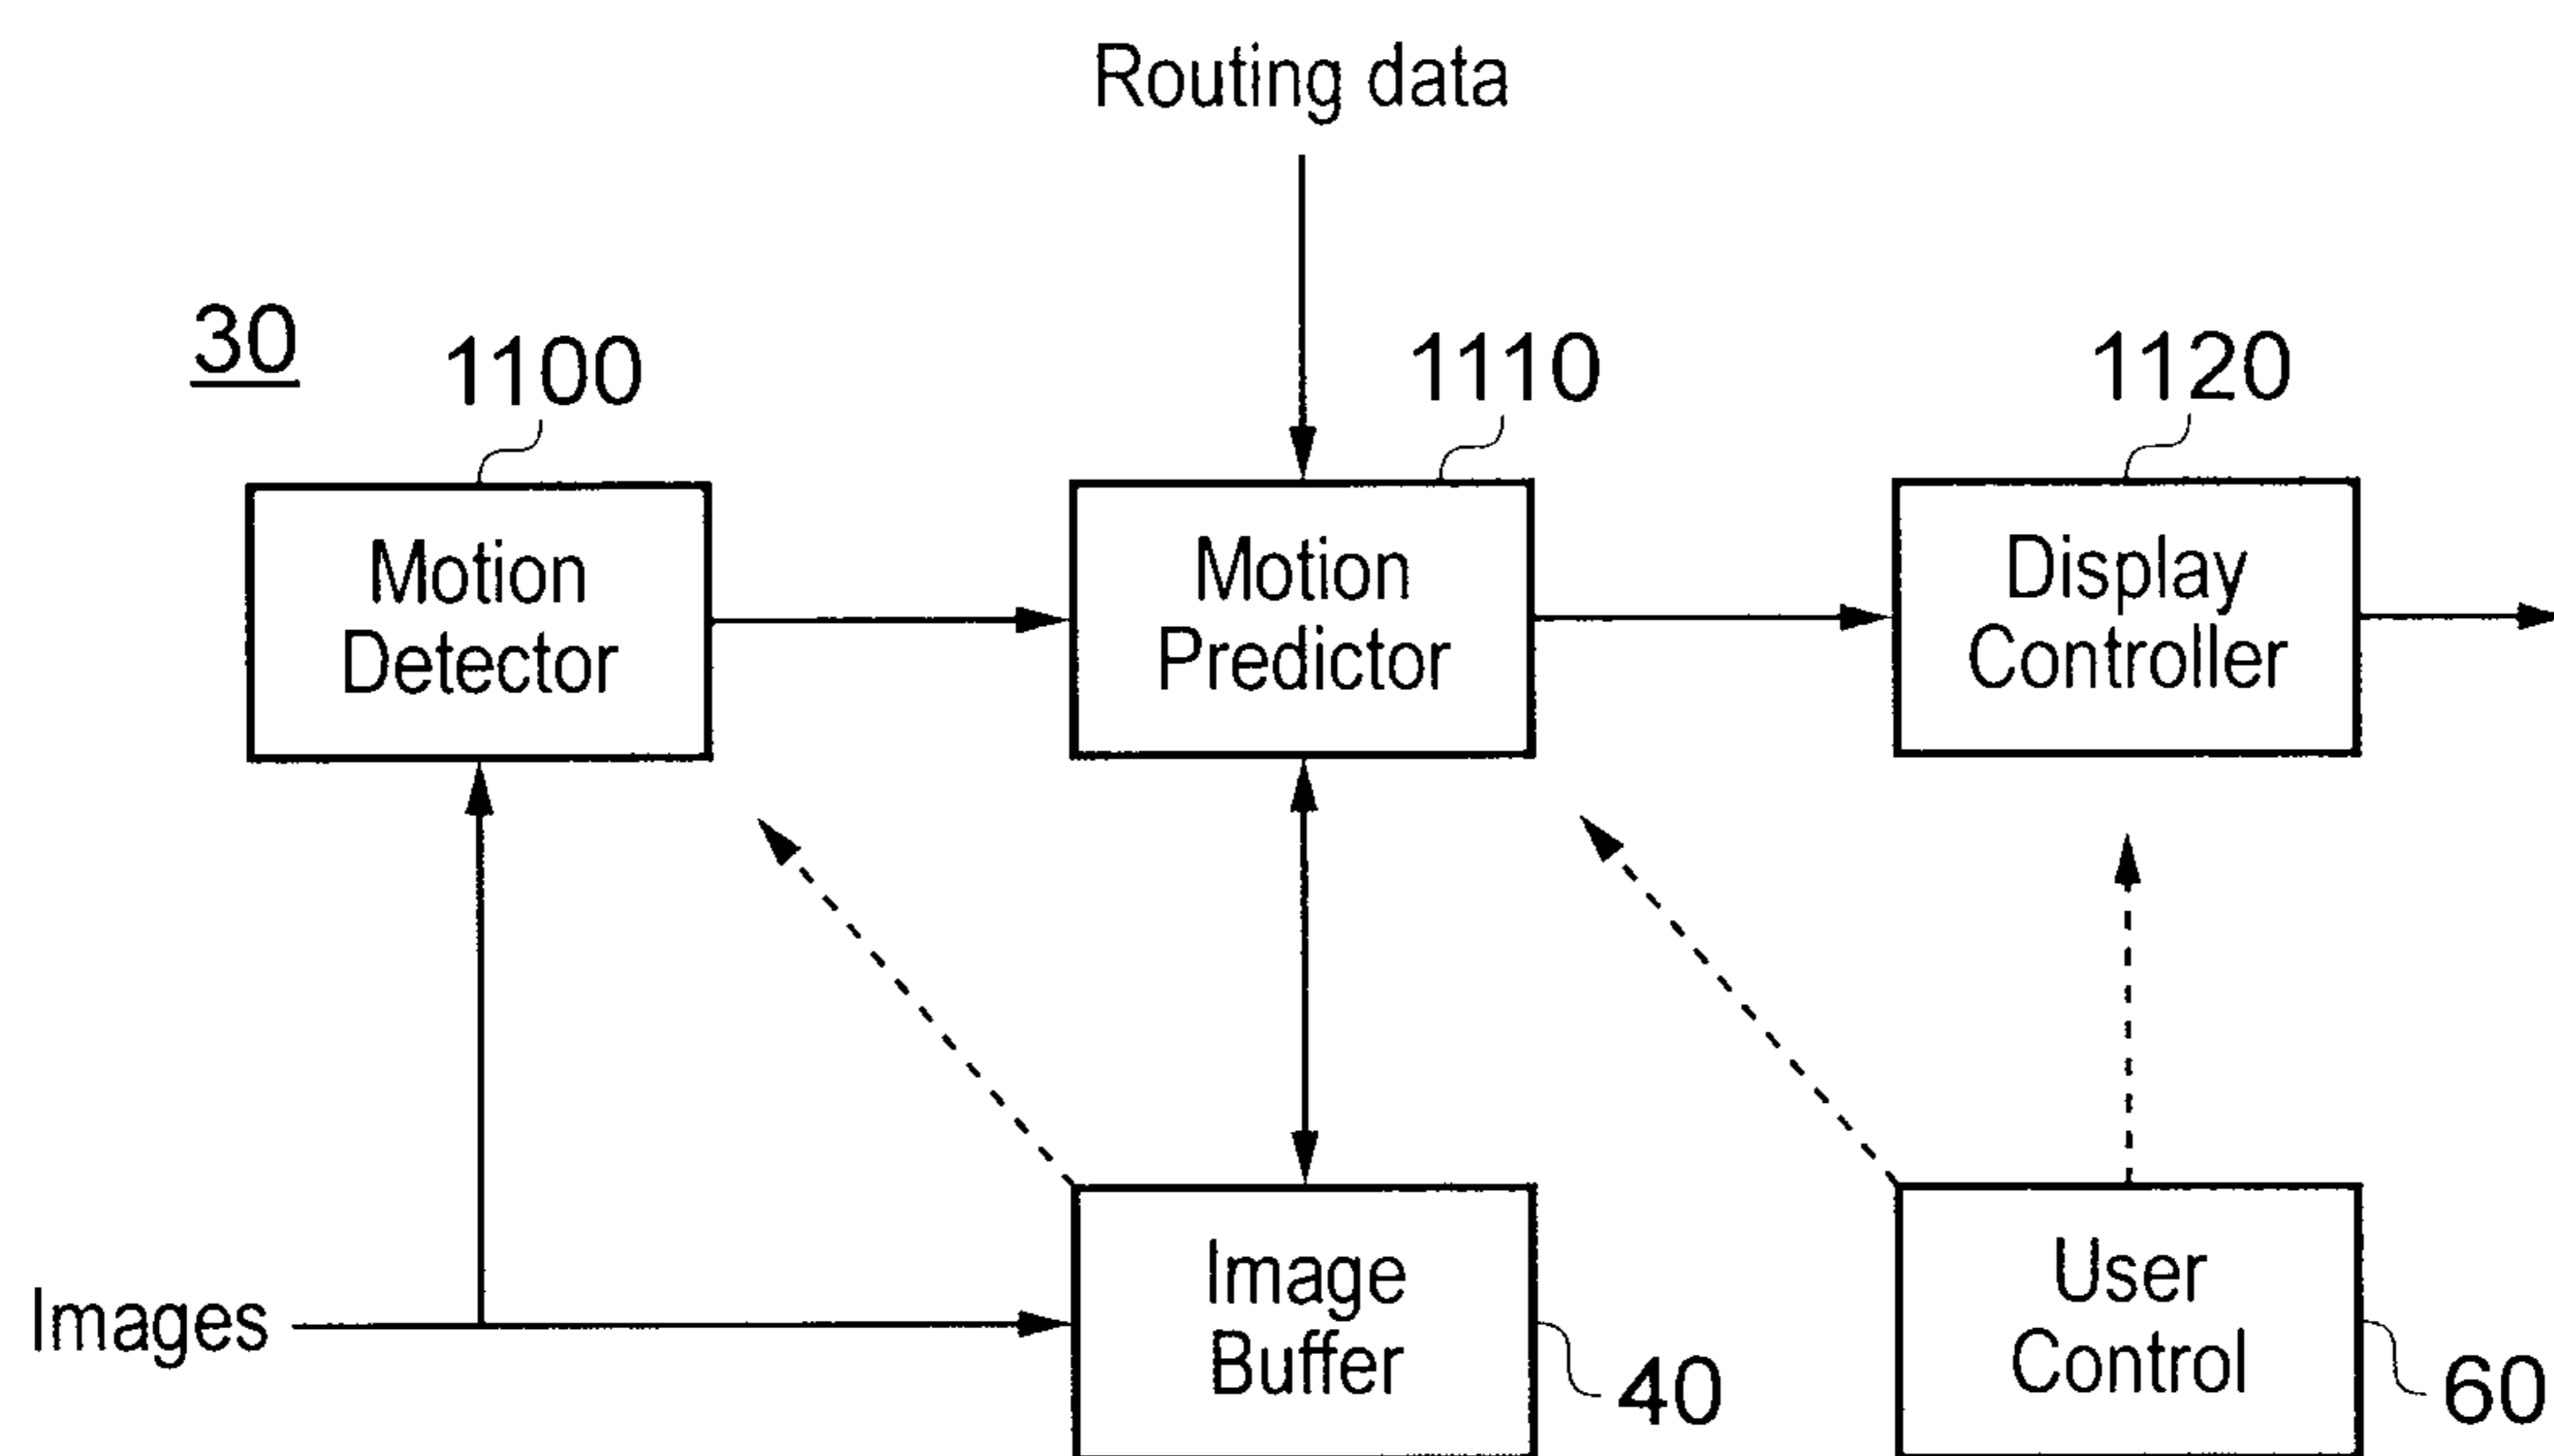 Routing data
30
1100
1110
1120
Motion
Detector
Motion
Predictor
Display
Controller
Images
Image
Buffer
40
User
Control
60